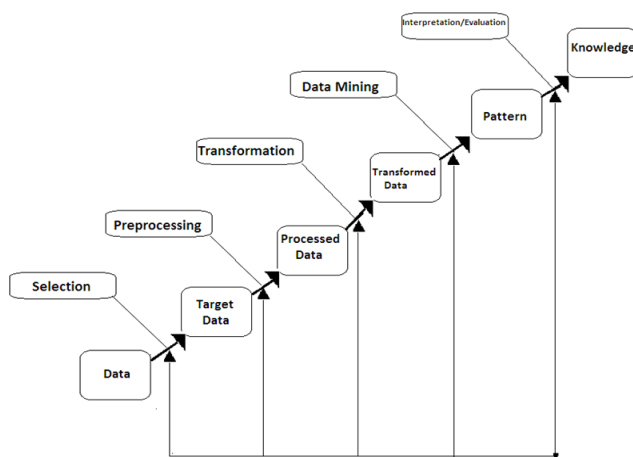 Interpretation/Evaluation
Knowledge
Data Mining
Pattern
Transformation
Transformed
Data
Preprocessing
Processed
Data
Selection
Target
Data
Data